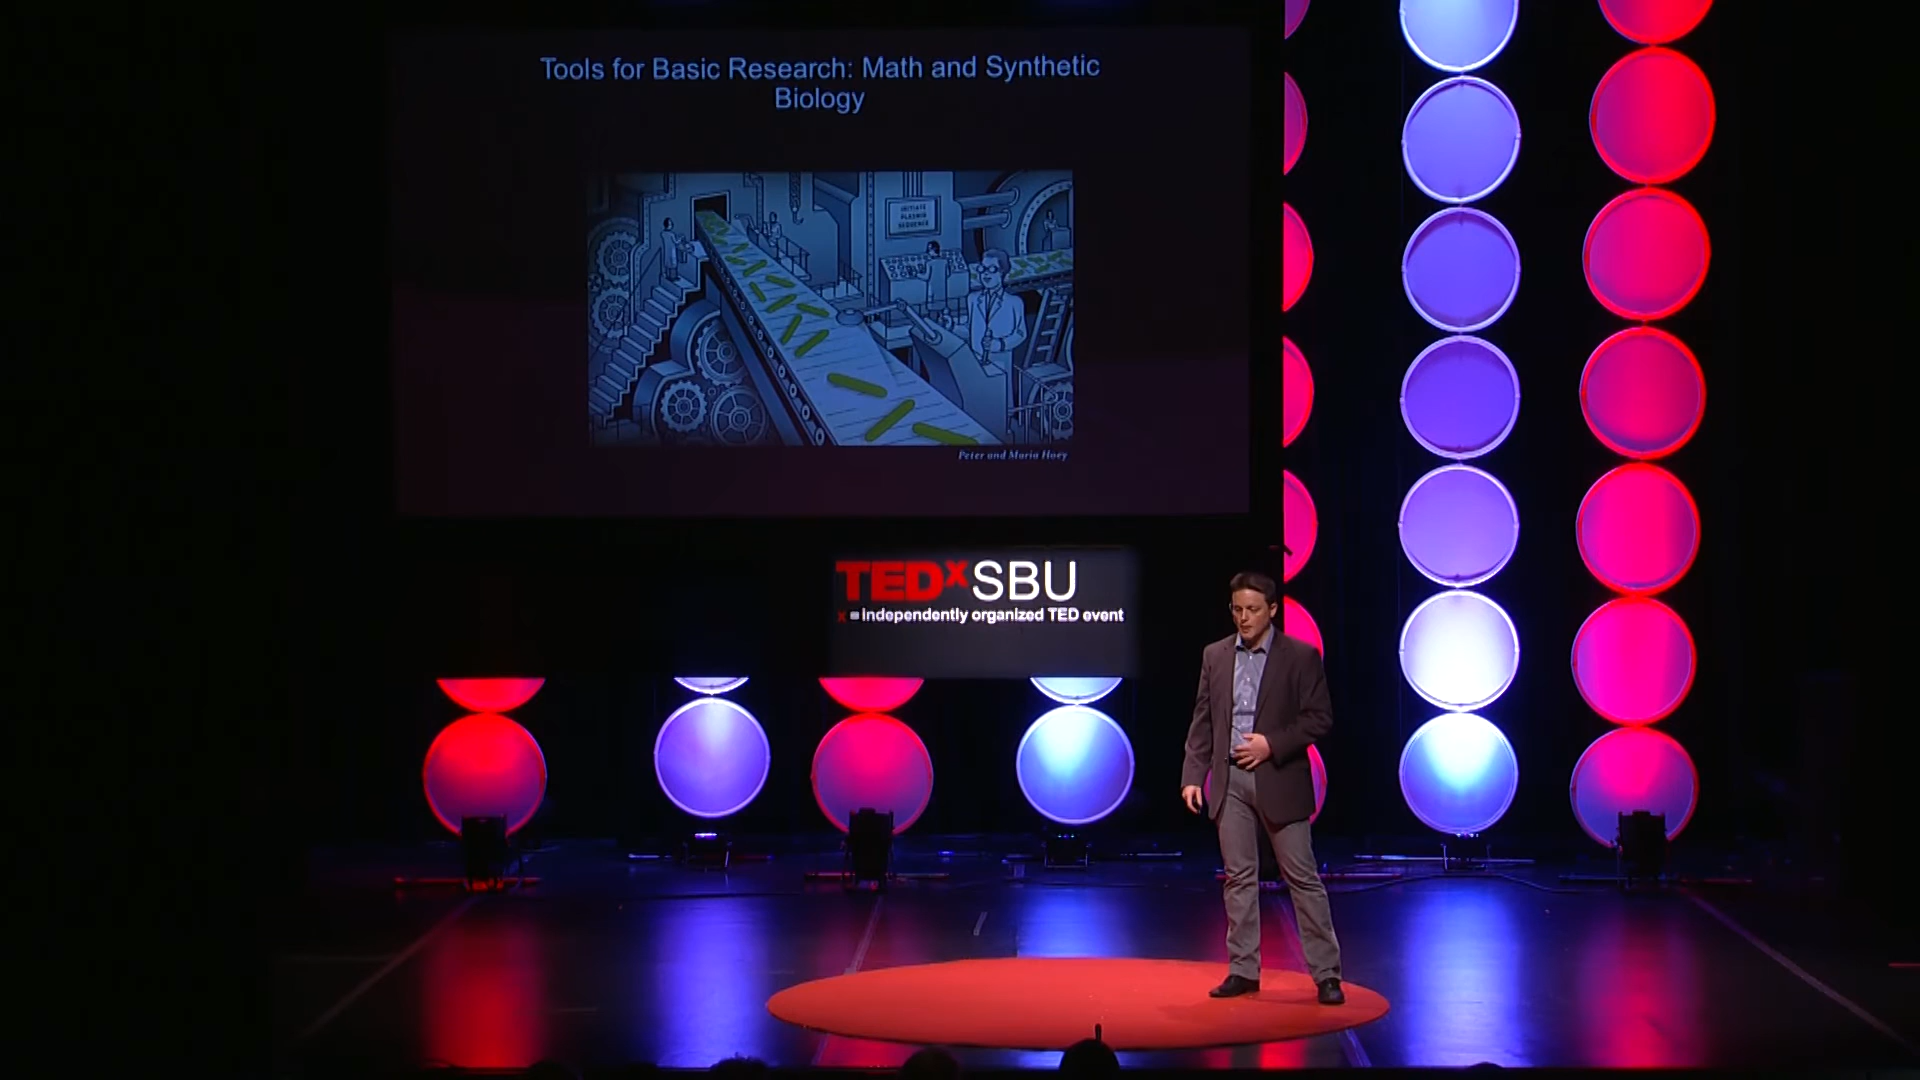 Tools for Basic Research: Math and Synthetic
Biology
INITIATE
PLASMID
SEQUENCE
Peter and Maria Hoey
TEDxSBU
x = independently organized TED event